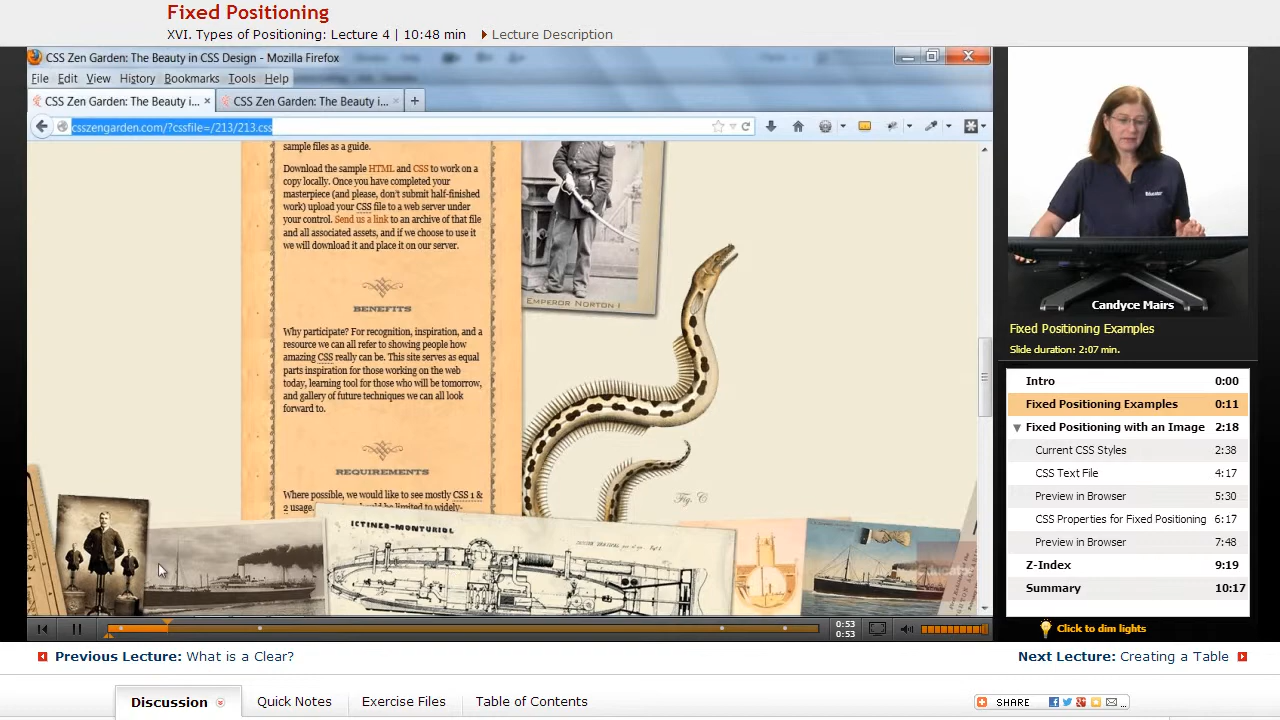 Fixed Positioning
XVI. Types of Positioning: Lecture 4 | 10:48 min
Lecture Description
CSS Zen Garden: The Beauty in CSS Design - Mozilla Firefox
File Edit View History Bookmarks Tools Help
CSS Zen Garden: The Beauty i... × CSS Zen Garden: The Beauty i... × +
csszengarden.com/?cssfile=/213/213.css
sample files as a guide.
Download the sample HTML and CSS to work on a
copy locally. Once you have completed your
masterpiece (and please, don't submit half-finished
work) upload your CSS file to a web server under
your control. Send us a link to an archive of that file
and all associated assets, and if we choose to use it
we will download it and place it on our server.
BENEFITS
Why participate? For recognition, inspiration, and a
resource we can all refer to showing people how
amazing CSS really can be. This site serves as equal
parts inspiration for those working on the web
today, learning tool for those who will be tomorrow,
and gallery of future techniques we can all look
forward to.
REQUIREMENTS
Where possible, we would like to see mostly CSS 1 &
2 usage.
EMPEROR NORTON I
Fig. C
ICTINEO-MONTURIOL
Educator
Candyce Mairs
Fixed Positioning Examples
Slide duration: 2:07 min.
Intro 0:00
Fixed Positioning Examples 0:11
Fixed Positioning with an Image 2:18
Current CSS Styles 2:38
CSS Text File 4:17
Preview in Browser 5:30
CSS Properties for Fixed Positioning 6:17
Preview in Browser 7:48
Z-Index 9:19
Summary 10:17
Click to dim lights
0:53
0:53
Previous Lecture: What is a Clear?
Next Lecture: Creating a Table
Discussion
Quick Notes
Exercise Files
Table of Contents
SHARE